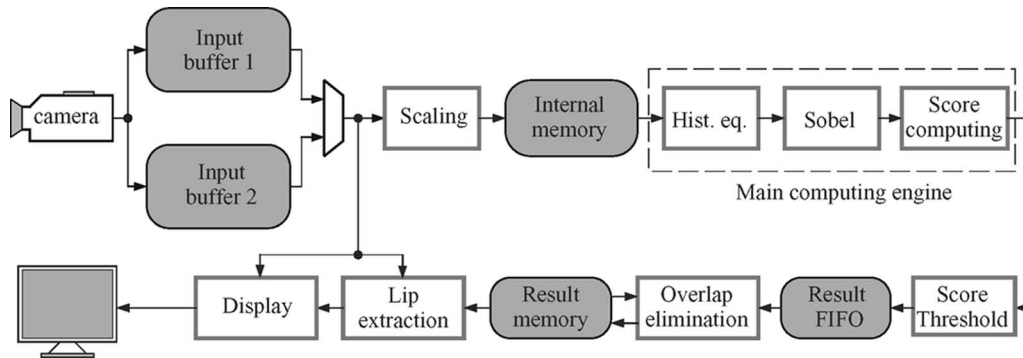 Input
buffer 1
camera
Input
buffer 2
Scaling
Internal
memory
Hist. eq.
Sobel
Score
computing
Main computing engine
Display
Lip
extraction
Result
memory
Overlap
elimination
Result
FIFO
Score
Threshold